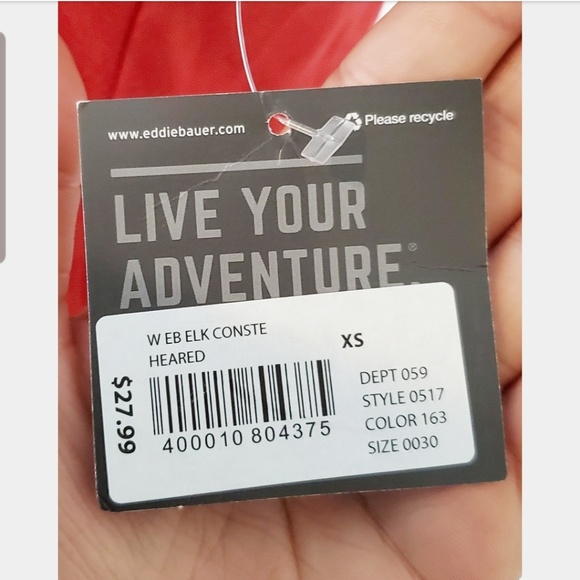 www.eddiebauer.com
Please recycle
LIVE YOUR
ADVENTURE.®
W EB ELK CONSTE
HEARED
XS
$27.99
400010 804375
DEPT 059
STYLE 0517
COLOR 163
SIZE 0030